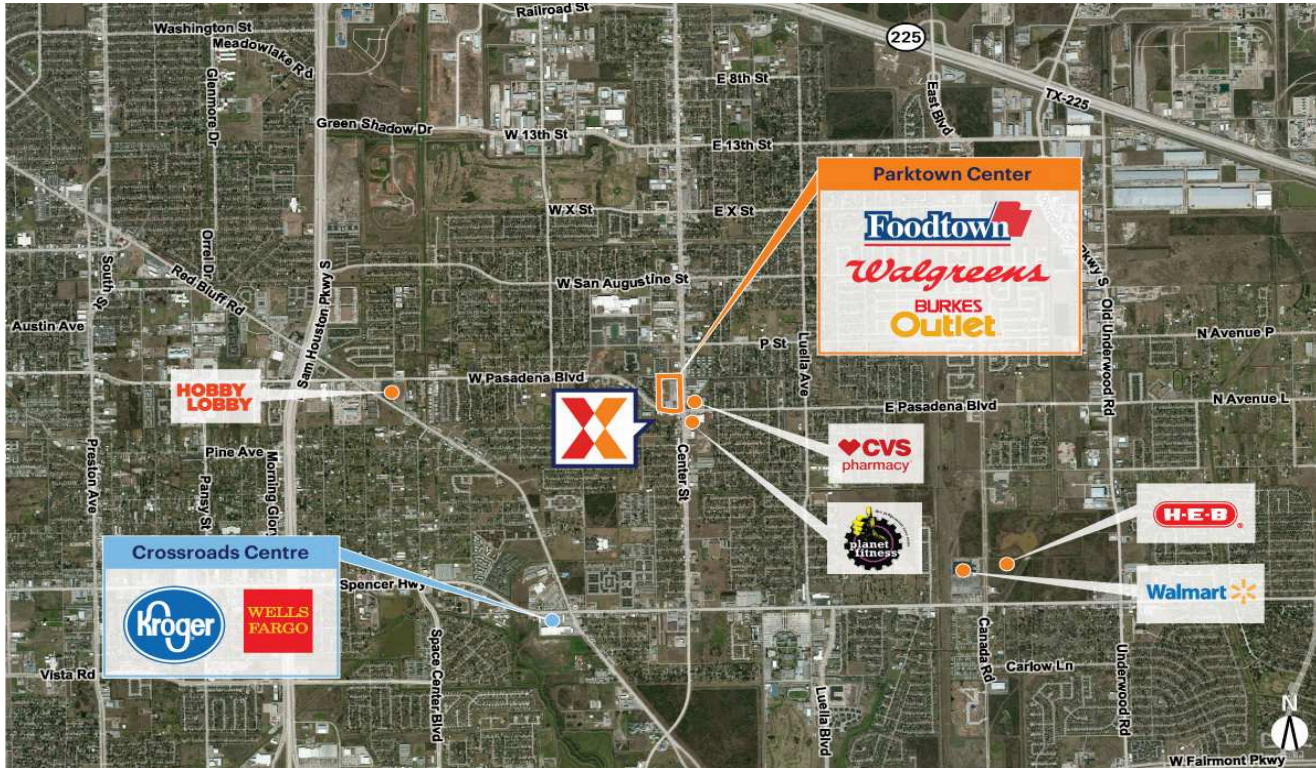 Railroad St
Washington St
Meadowlake Rd
Glenmore Dr
225
TX-225
East Blvd
E 8th St
Green Shadow Dr
W 13th St
E 13th St
Parktown Center
Foodtown
Walgreens
BURKES
Outlet
W X St
E X St
Orrel Dr
South St
Red Bluff Rd
Sam Houston Pkwy S
W San Augustine St
Pkwy S
Old Underwood Rd
Austin Ave
P St
Luella Ave
N Avenue P
HOBBY
LOBBY
W Pasadena Blvd
E Pasadena Blvd
N Avenue L
Preston Ave
Pine Ave
Pansy St
Morning Glory
Center St
CVS
pharmacy
planet
fitness
H-E-B
Walmart
Crossroads Centre
Kroger
WELLS
FARGO
Spencer Hwy
Space Center Blvd
Vista Rd
Luella Blvd
Canada Rd
Carlow Ln
Underwood Rd
N
W Fairmont Pkwy